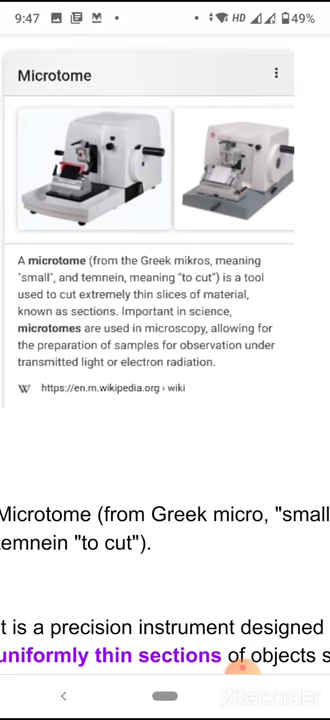 9:47
HD
49%
Microtome
A microtome (from the Greek mikros, meaning
"small", and temnein, meaning "to cut") is a tool
used to cut extremely thin slices of material,
known as sections. Important in science,
microtomes are used in microscopy, allowing for
the preparation of samples for observation under
transmitted light or electron radiation.
W https://en.m.wikipedia.org › wiki
Microtome (from Greek micro, "small
temnein "to cut").
t is a precision instrument designed
uniformly thin sections of objects s
XRecorder